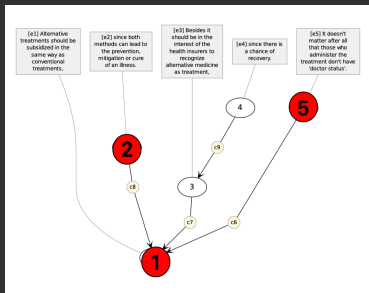 [e1] Alternative
treatments should be
subsidized in the
same way as
conventional
treatments,
[e2] since both
methods can lead to
the prevention,
mitigation or cure
of an illness.
[e3] Besides it
should be in the
interest of the
health insurers to
recognize
alternative medicine
as treatment,
[e4] since there is
a chance of
recovery.
[e5] It doesn't
matter after all
that those who
administer the
treatment don't have
'doctor status'.
4
5
2
c9
3
c8
c7
c6
1